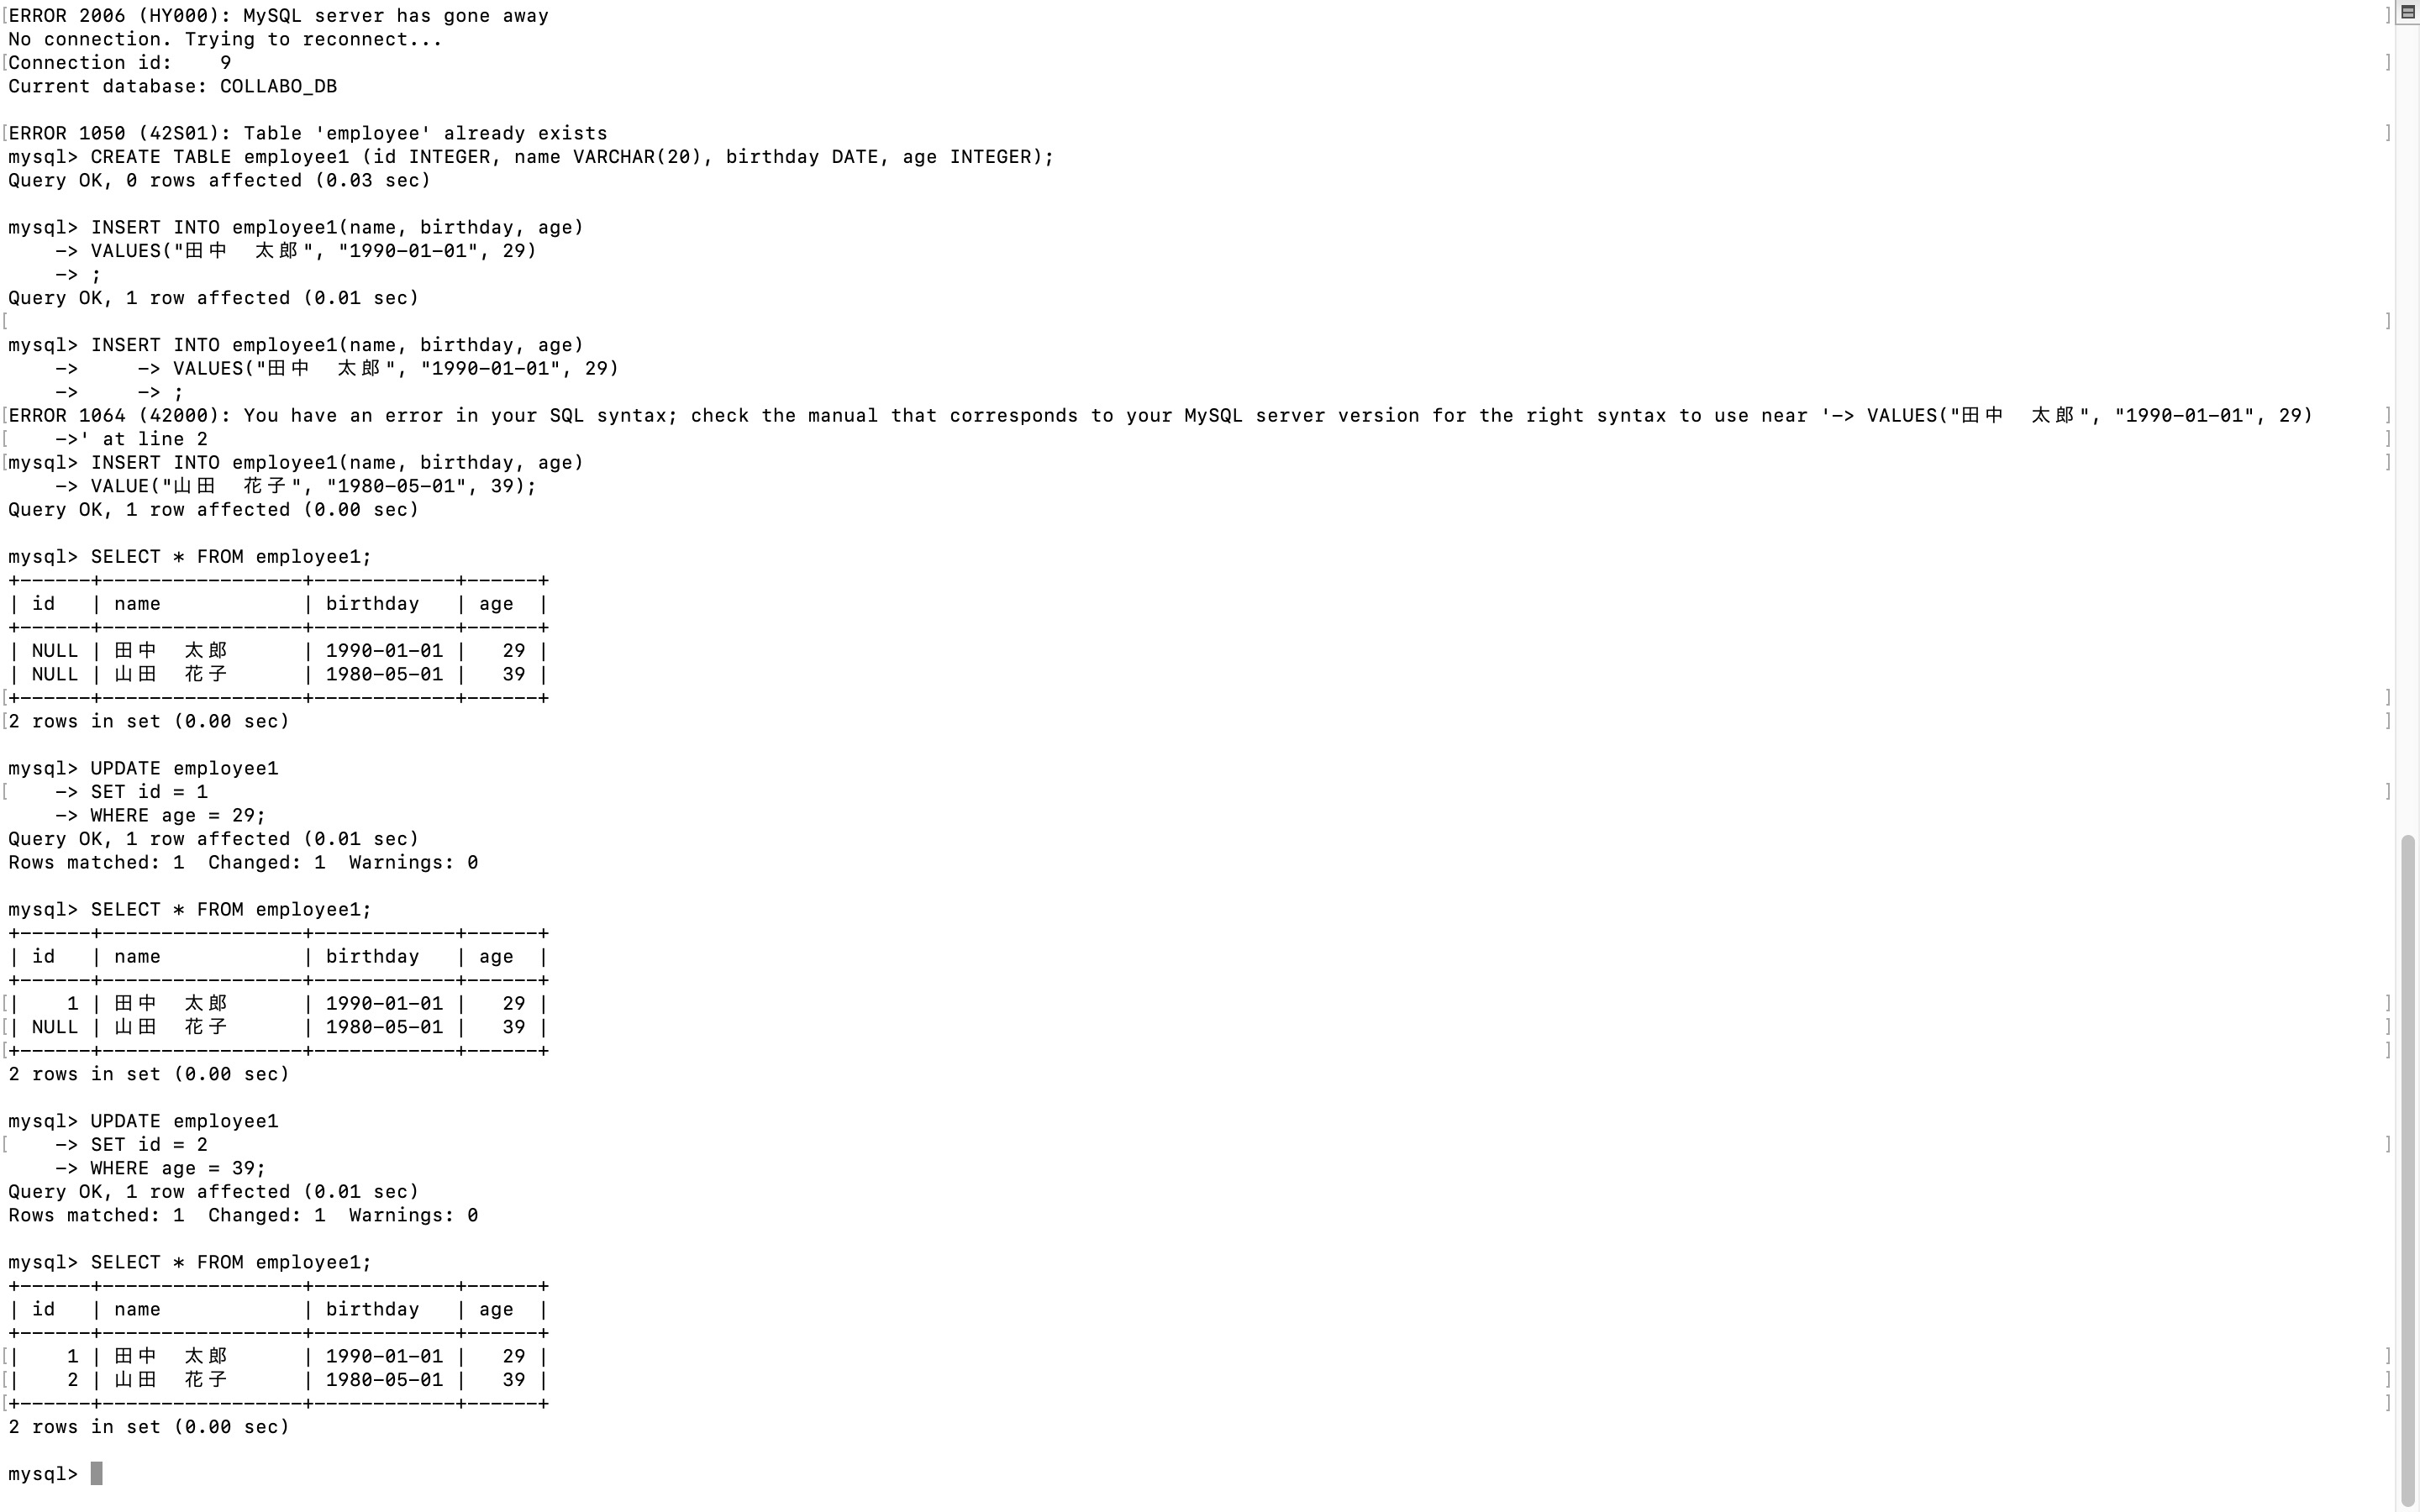 ERROR 2006 (HY000): MySQL server has gone away
No connection. Trying to reconnect...
Connection id:    9
Current database: COLLABO_DB

ERROR 1050 (42S01): Table 'employee' already exists
mysql> CREATE TABLE employee1 (id INTEGER, name VARCHAR(20), birthday DATE, age INTEGER);
Query OK, 0 rows affected (0.03 sec)

mysql> INSERT INTO employee1(name, birthday, age)
    -> VALUES("田中　太郎", "1990-01-01", 29)
    -> ;
Query OK, 1 row affected (0.01 sec)

mysql> INSERT INTO employee1(name, birthday, age)
    ->     -> VALUES("田中　太郎", "1990-01-01", 29)
    ->     -> ;
ERROR 1064 (42000): You have an error in your SQL syntax; check the manual that corresponds to your MySQL server version for the right syntax to use near '-> VALUES("田中　太郎", "1990-01-01", 29)
    ->' at line 2
mysql> INSERT INTO employee1(name, birthday, age)
    -> VALUE("山田　花子", "1980-05-01", 39);
Query OK, 1 row affected (0.00 sec)

mysql> SELECT * FROM employee1;
+------+-----------------+------------+------+
| id   | name            | birthday   | age  |
+------+-----------------+------------+------+
| NULL | 田中　太郎      | 1990-01-01 |   29 |
| NULL | 山田　花子      | 1980-05-01 |   39 |
+------+-----------------+------------+------+
2 rows in set (0.00 sec)

mysql> UPDATE employee1
    -> SET id = 1
    -> WHERE age = 29;
Query OK, 1 row affected (0.01 sec)
Rows matched: 1  Changed: 1  Warnings: 0

mysql> SELECT * FROM employee1;
+------+-----------------+------------+------+
| id   | name            | birthday   | age  |
+------+-----------------+------------+------+
|    1 | 田中　太郎      | 1990-01-01 |   29 |
| NULL | 山田　花子      | 1980-05-01 |   39 |
+------+-----------------+------------+------+
2 rows in set (0.00 sec)

mysql> UPDATE employee1
    -> SET id = 2
    -> WHERE age = 39;
Query OK, 1 row affected (0.01 sec)
Rows matched: 1  Changed: 1  Warnings: 0

mysql> SELECT * FROM employee1;
+------+-----------------+------------+------+
| id   | name            | birthday   | age  |
+------+-----------------+------------+------+
|    1 | 田中　太郎      | 1990-01-01 |   29 |
|    2 | 山田　花子      | 1980-05-01 |   39 |
+------+-----------------+------------+------+
2 rows in set (0.00 sec)

mysql>